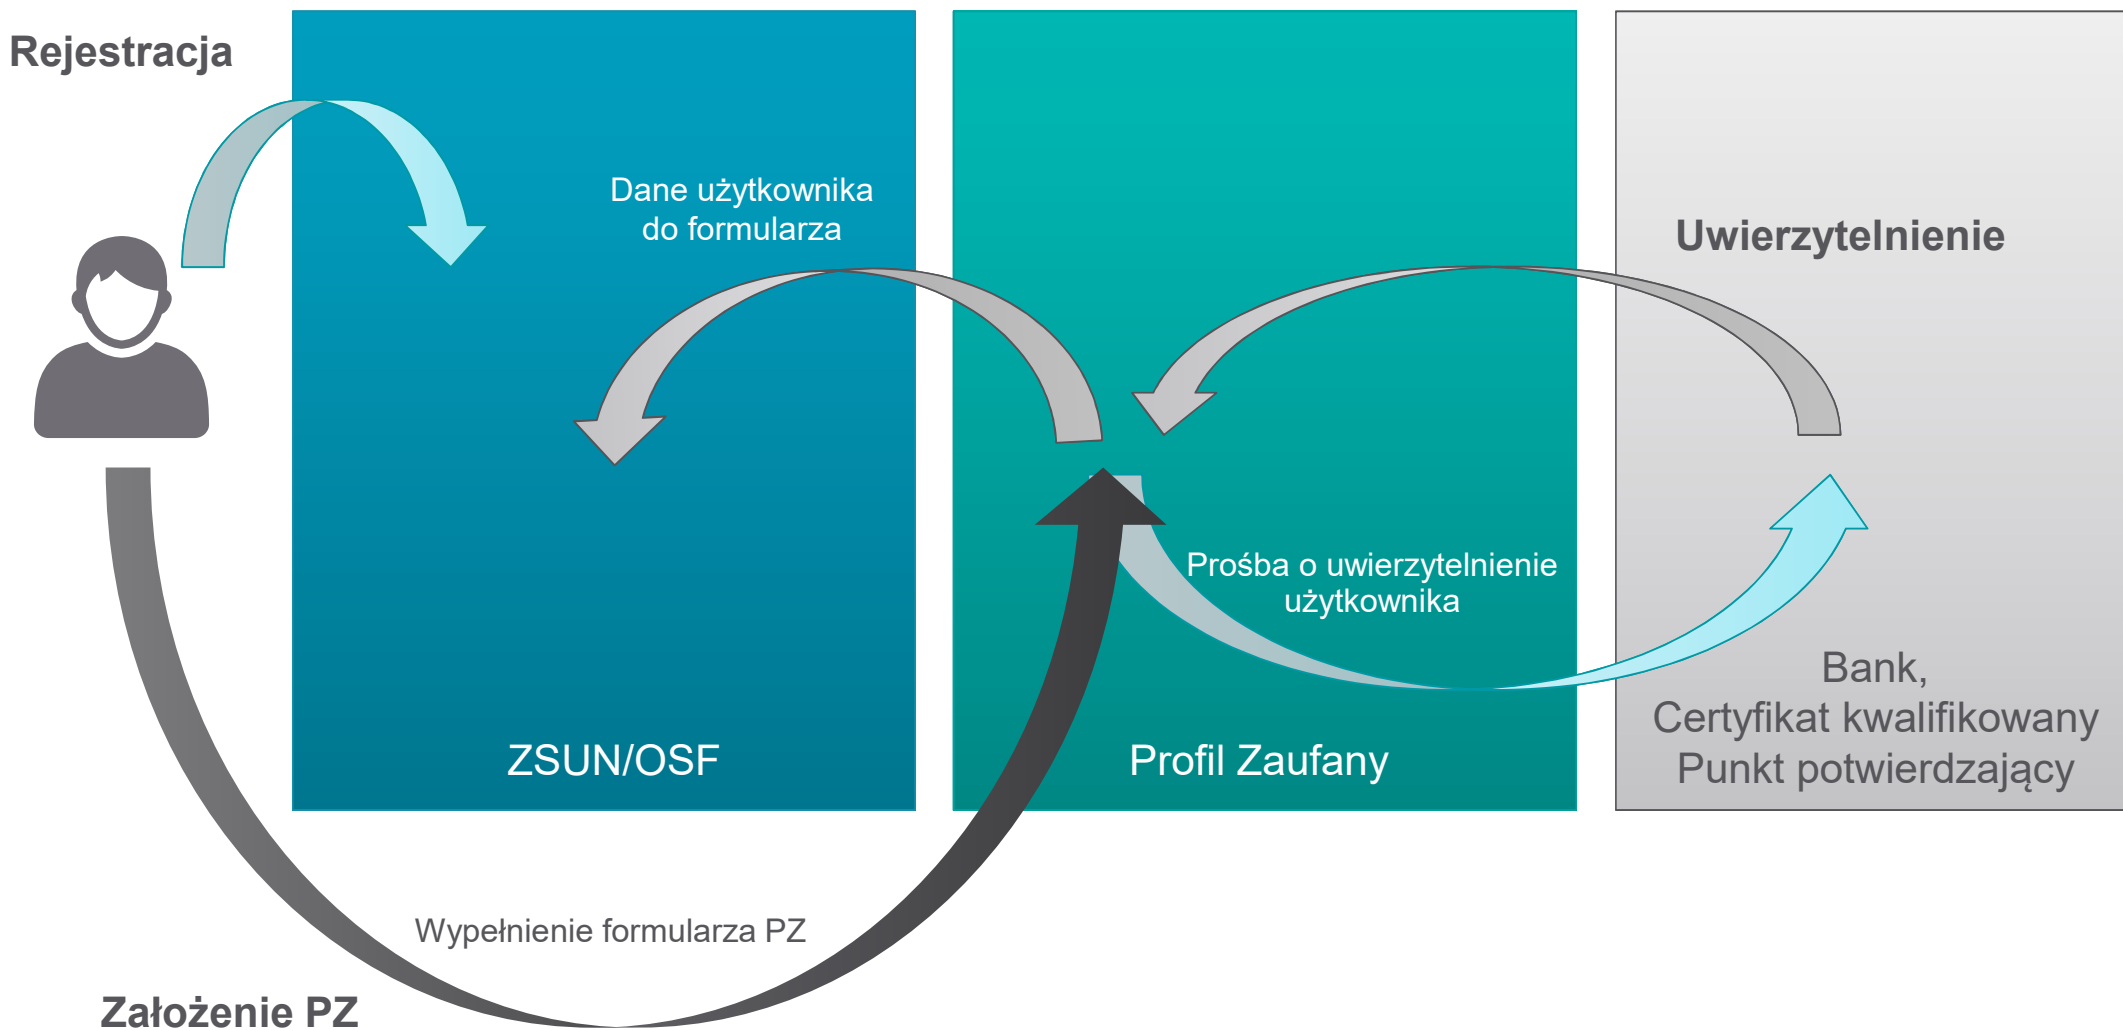 Rejestracja
Dane użytkownika
do formularza
Uwierzytelnienie
Prośba o uwierzytelnienie
użytkownika
Bank,
Certyfikat kwalifikowany
Punkt potwierdzający
ZSUN/OSF
Profil Zaufany
Wypełnienie formularza PZ
Założenie PZ